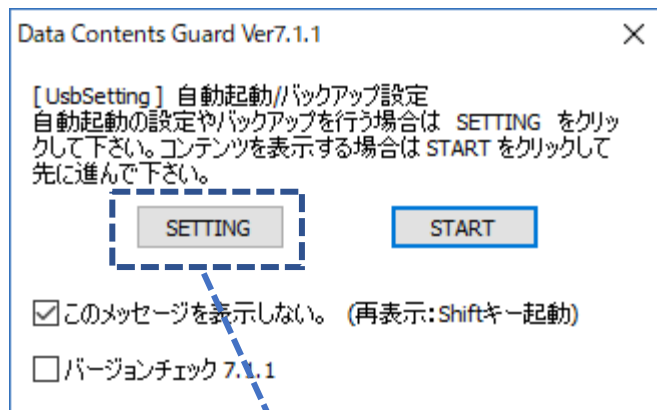 Data Contents Guard Ver7.1.1
[ UsbSetting ] 自動起動/バックアップ設定
自動起動の設定やバックアップを行う場合は SETTING をクリッ
クして下さい。コンテンツを表示する場合は START をクリックして
先に進んで下さい。
SETTING START
このメッセージを表示しない。 (再表示:Shiftキー起動)
バージョンチェック 7.1.1